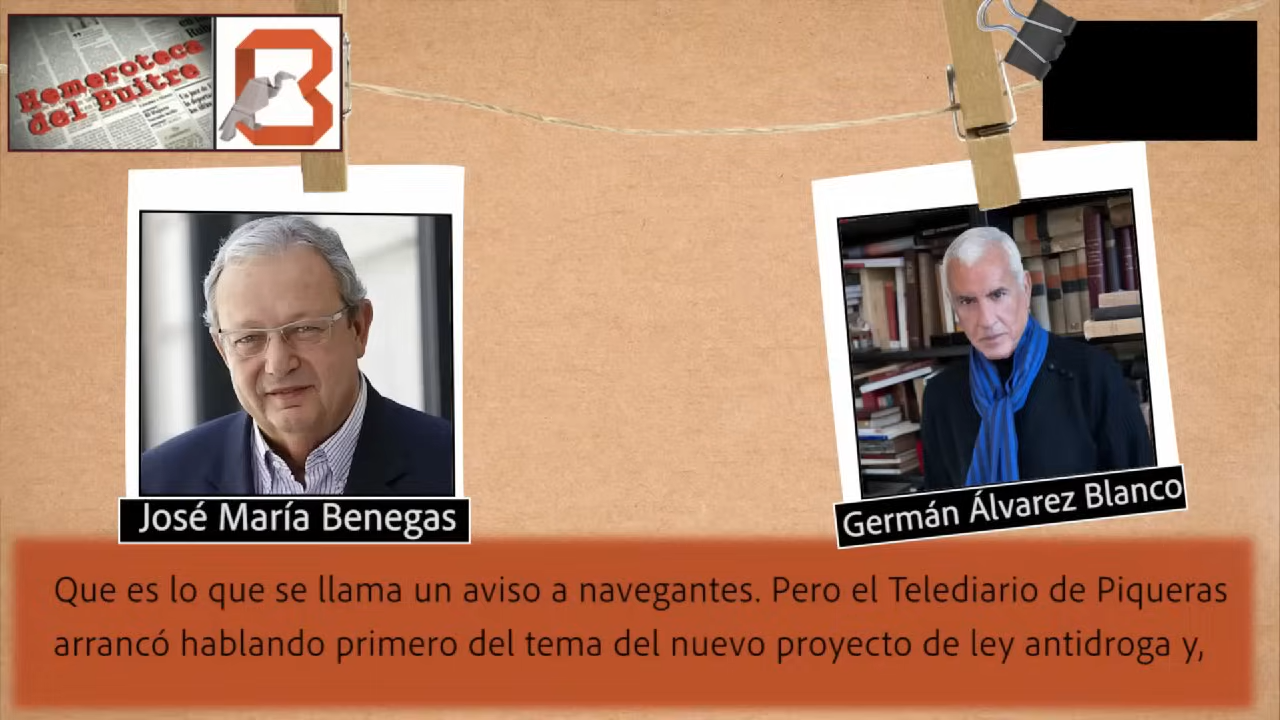 Hemeroteca
del Buitre
José María Benegas
Germán Álvarez Blanco
Que es lo que se llama un aviso a navegantes. Pero el Telediario de Piqueras
arrancó hablando primero del tema del nuevo proyecto de ley antidroga y,